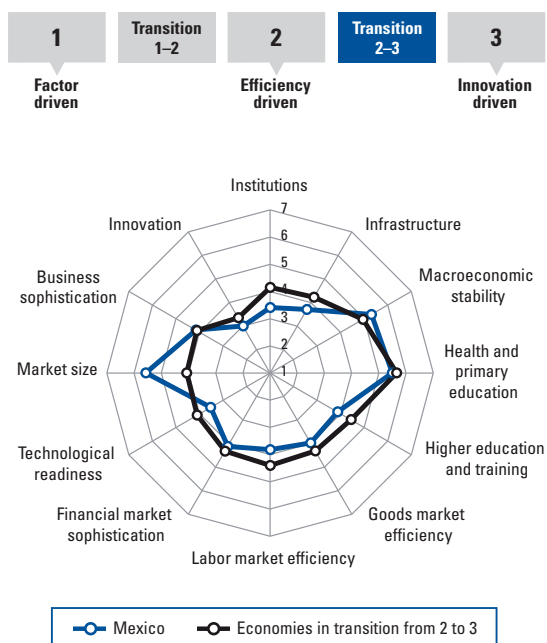 1
Transition
1–2
2
Transition
2–3
3
Factor
driven
Efficiency
driven
Innovation
driven
Institutions
7
Innovation
6
Infrastructure
5
Business
sophistication
4
Macroeconomic
stability
3
2
Market size
1
Health and
primary
education
Technological
readiness
Higher education
and training
Financial market
sophistication
Goods market
efficiency
Labor market efficiency
Mexico
Economies in transition from 2 to 3